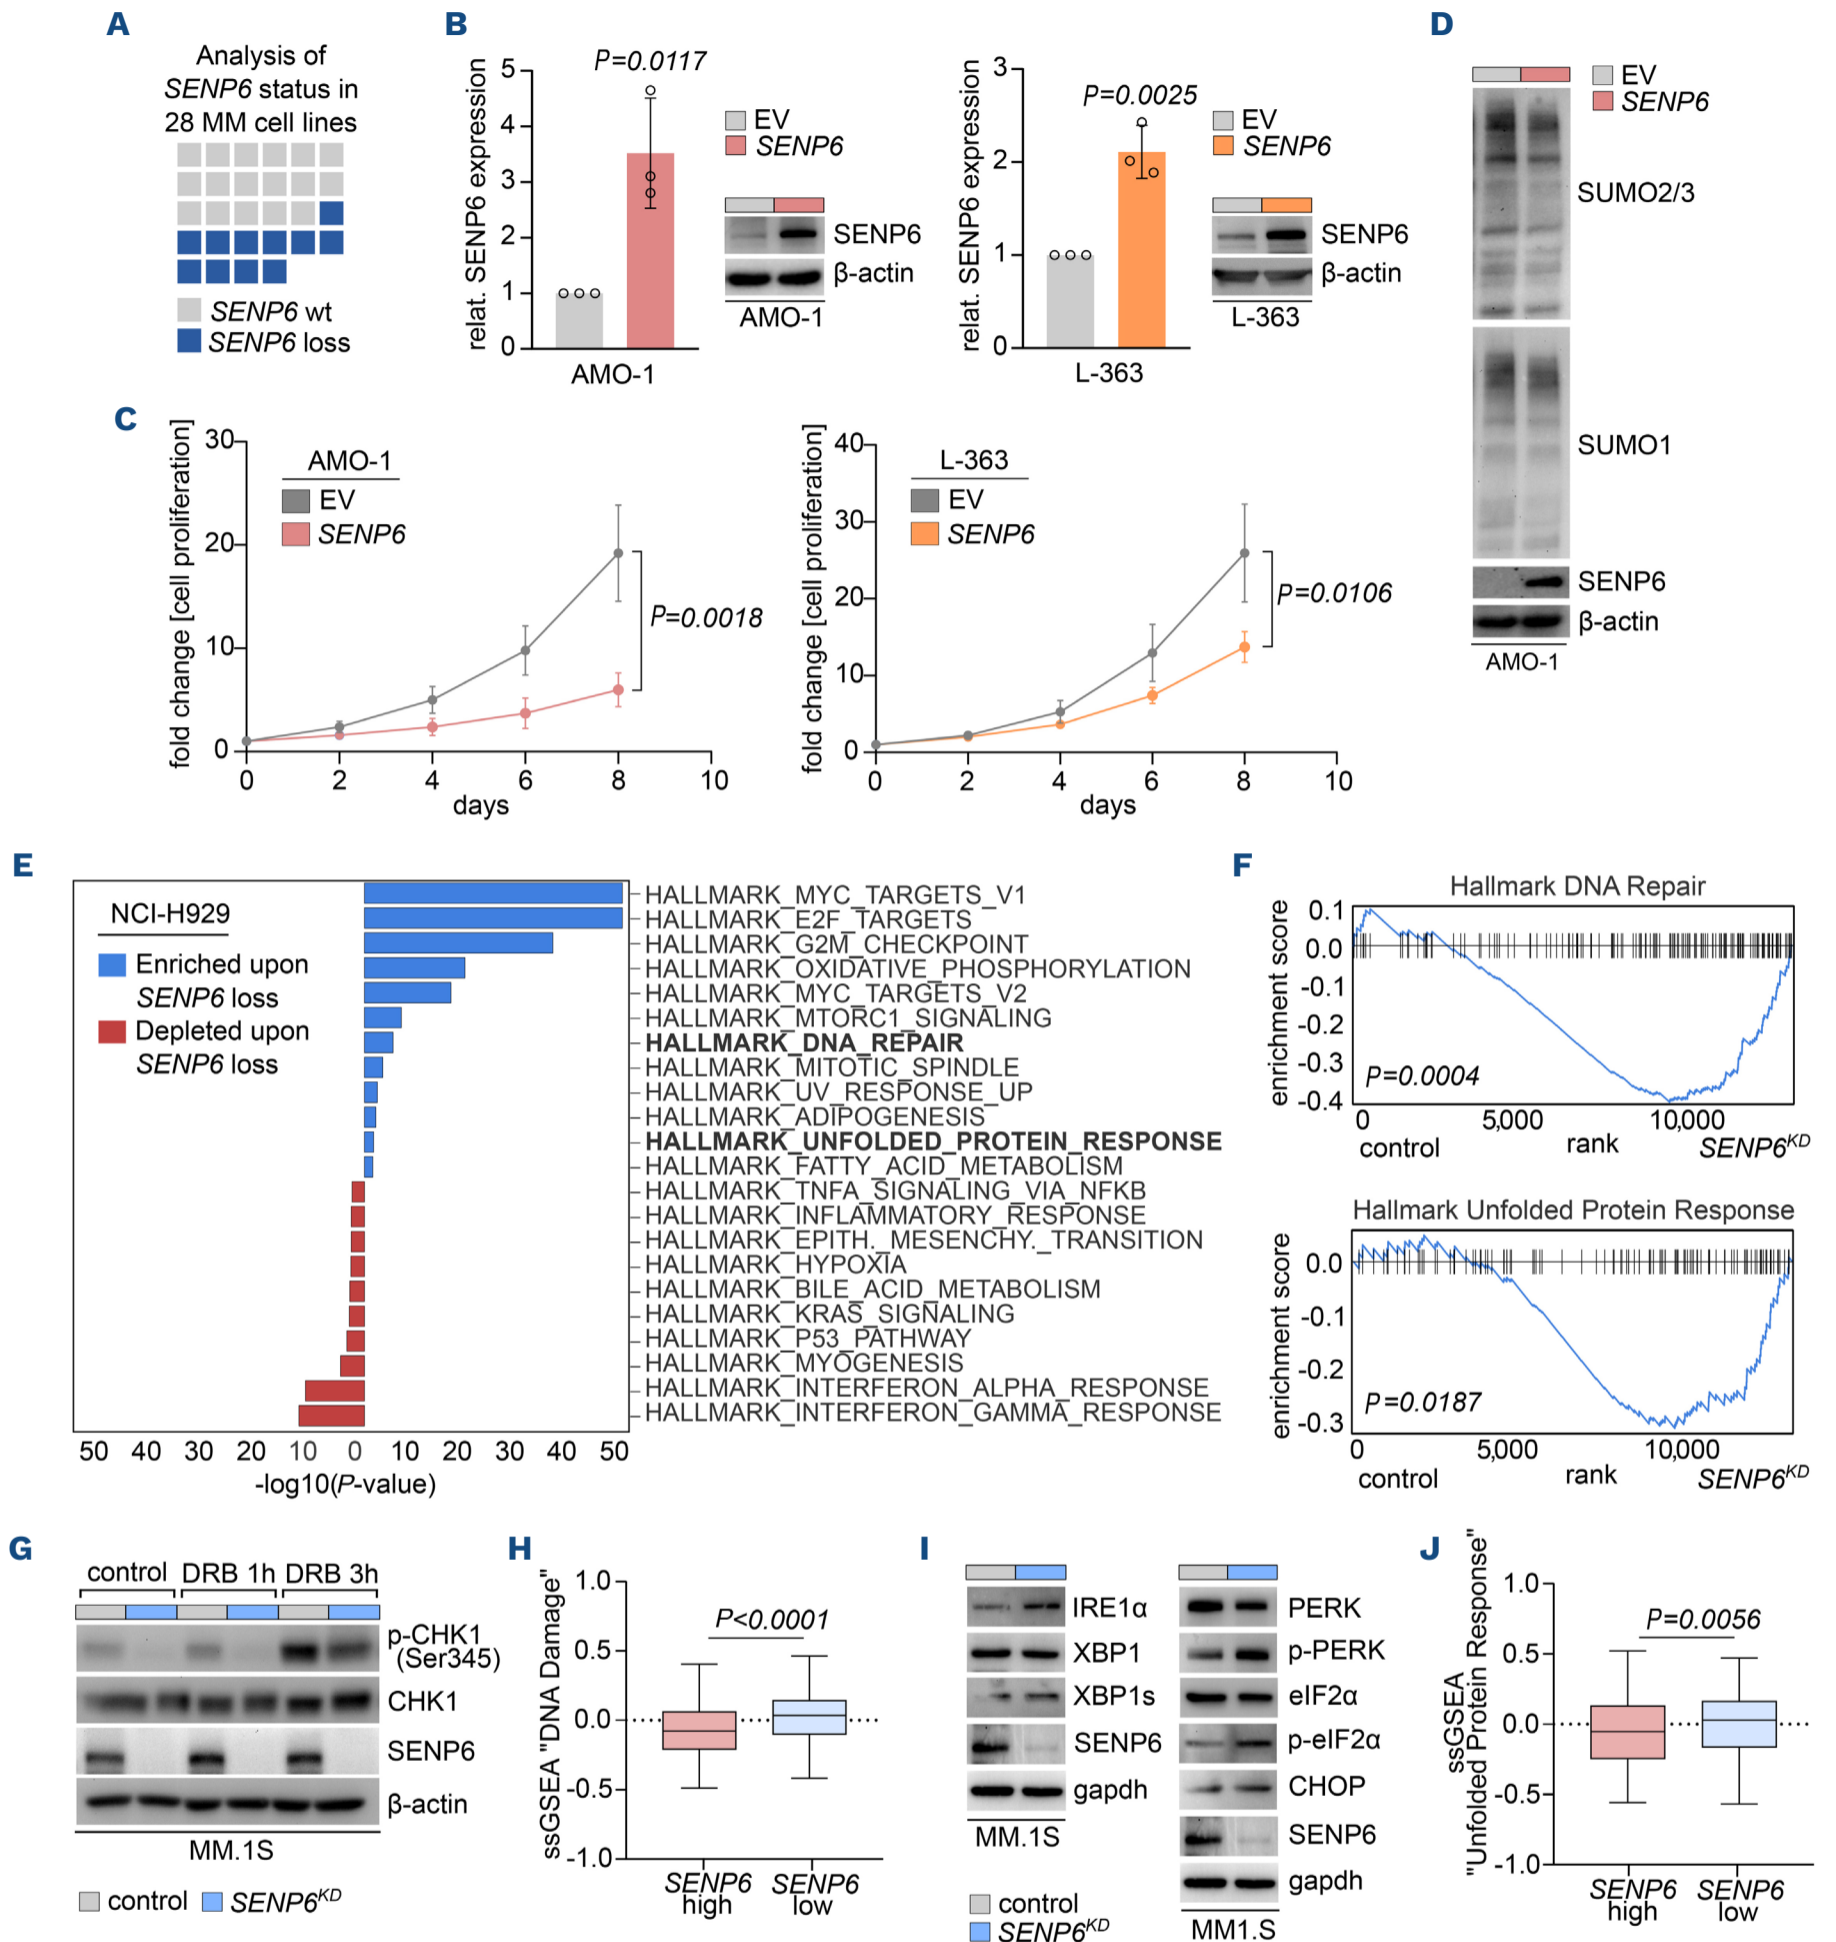 A
Analysis of
SENP6 status in
28 MM cell lines
SENP6 wt
SENP6 loss
B
relat. SENP6 expression
5
4
3
2
1
0
P=0.0117
AMO-1
EV
SENP6
SENP6
β-actin
AMO-1
relat. SENP6 expression
3
2
1
0
P=0.0025
L-363
EV
SENP6
SENP6
β-actin
L-363
C
fold change [cell proliferation]
30
20
10
0
AMO-1
EV
SENP6
P=0.0018
0 2 4 6 8 10
days
fold change [cell proliferation]
40
30
20
10
0
L-363
EV
SENP6
P=0.0106
0 2 4 6 8 10
days
D
EV
SENP6
SUMO2/3
SUMO1
SENP6
β-actin
AMO-1
E
NCI-H929
Enriched upon
SENP6 loss
Depleted upon
SENP6 loss
HALLMARK_MYC_TARGETS_V1
HALLMARK_E2F_TARGETS
HALLMARK_G2M_CHECKPOINT
HALLMARK_OXIDATIVE_PHOSPHORYLATION
HALLMARK_MYC_TARGETS_V2
HALLMARK_MTORC1_SIGNALING
HALLMARK_DNA_REPAIR
HALLMARK_MITOTIC_SPINDLE
HALLMARK_UV_RESPONSE_UP
HALLMARK_ADIPOGENESIS
HALLMARK_UNFOLDED_PROTEIN_RESPONSE
HALLMARK_FATTY_ACID_METABOLISM
HALLMARK_TNFA_SIGNALING_VIA_NFKB
HALLMARK_INFLAMMATORY_RESPONSE
HALLMARK_EPITH._MESENCHY._TRANSITION
HALLMARK_HYPOXIA
HALLMARK_BILE_ACID_METABOLISM
HALLMARK_KRAS_SIGNALING
HALLMARK_P53_PATHWAY
HALLMARK_MYOGENESIS
HALLMARK_INTERFERON_ALPHA_RESPONSE
HALLMARK_INTERFERON_GAMMA_RESPONSE
50 40 30 20 10 0 10 20 30 40 50
-log10(P-value)
F
Hallmark DNA Repair
enrichment score
0.1
0.0
-0.1
-0.2
-0.3
-0.4
P=0.0004
0 5,000 10,000
control rank SENP6KD
Hallmark Unfolded Protein Response
enrichment score
0.0
-0.1
-0.2
-0.3
P=0.0187
0 5,000 10,000
control rank SENP6KD
G
control DRB 1h DRB 3h
p-CHK1
(Ser345)
CHK1
SENP6
β-actin
MM.1S
control SENP6KD
H
ssGSEA "DNA Damage"
1.0
0.5
0.0
-0.5
-1.0
P<0.0001
SENP6 high
SENP6 low
I
IRE1α
XBP1
XBP1s
SENP6
gapdh
MM.1S
control
SENP6KD
PERK
p-PERK
eIF2α
p-eIF2α
CHOP
SENP6
gapdh
MM1.S
J
ssGSEA
"Unfolded Protein Response"
1.0
0.5
0.0
-0.5
-1.0
P=0.0056
SENP6 high
SENP6 low